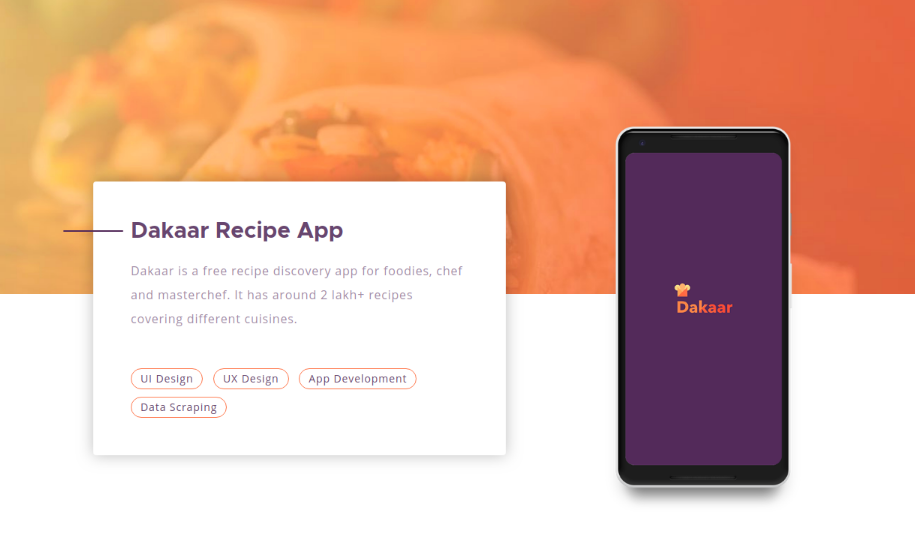 Dakaar Recipe App
Dakaar is a free recipe discovery app for foodies, chef
and masterchef. It has around 2 lakh+ recipes
covering different cuisines.
UI Design UX Design App Development
Data Scraping
Dakaar